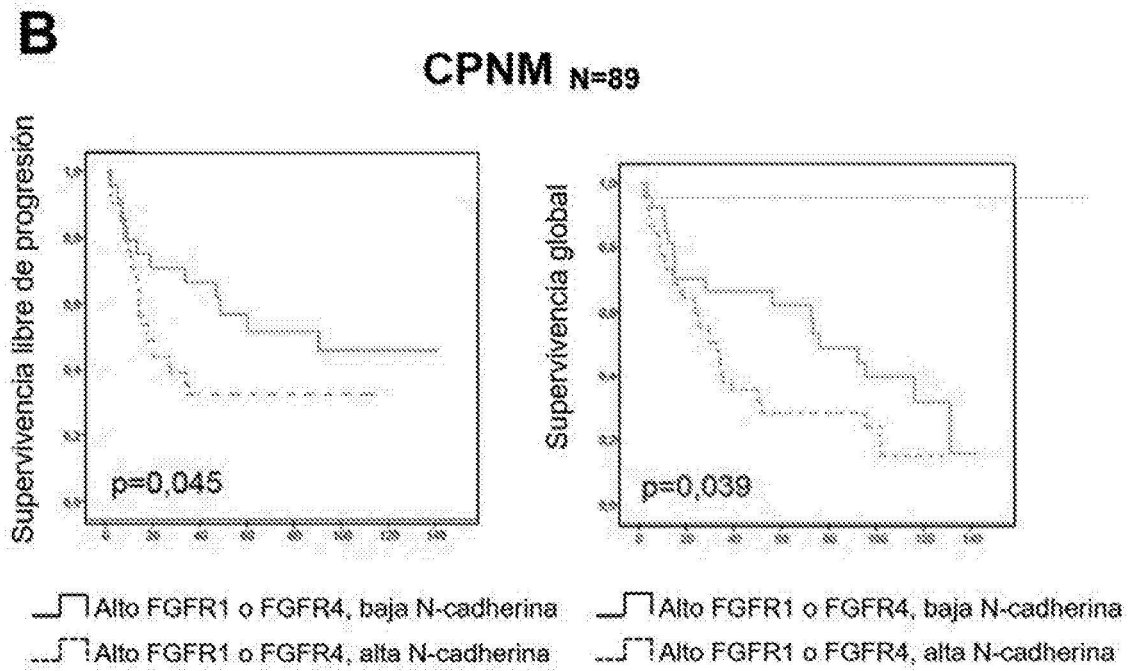 B
CPNM N=89
Supervivencia libre de progresión
p=0,045
Alto FGFR1 o FGFR4, baja N-cadherina
Alto FGFR1 o FGFR4, alta N-cadherina
Supervivencia global
p=0,039
Alto FGFR1 o FGFR4, baja N-cadherina
Alto FGFR1 o FGFR4, alta N-cadherina